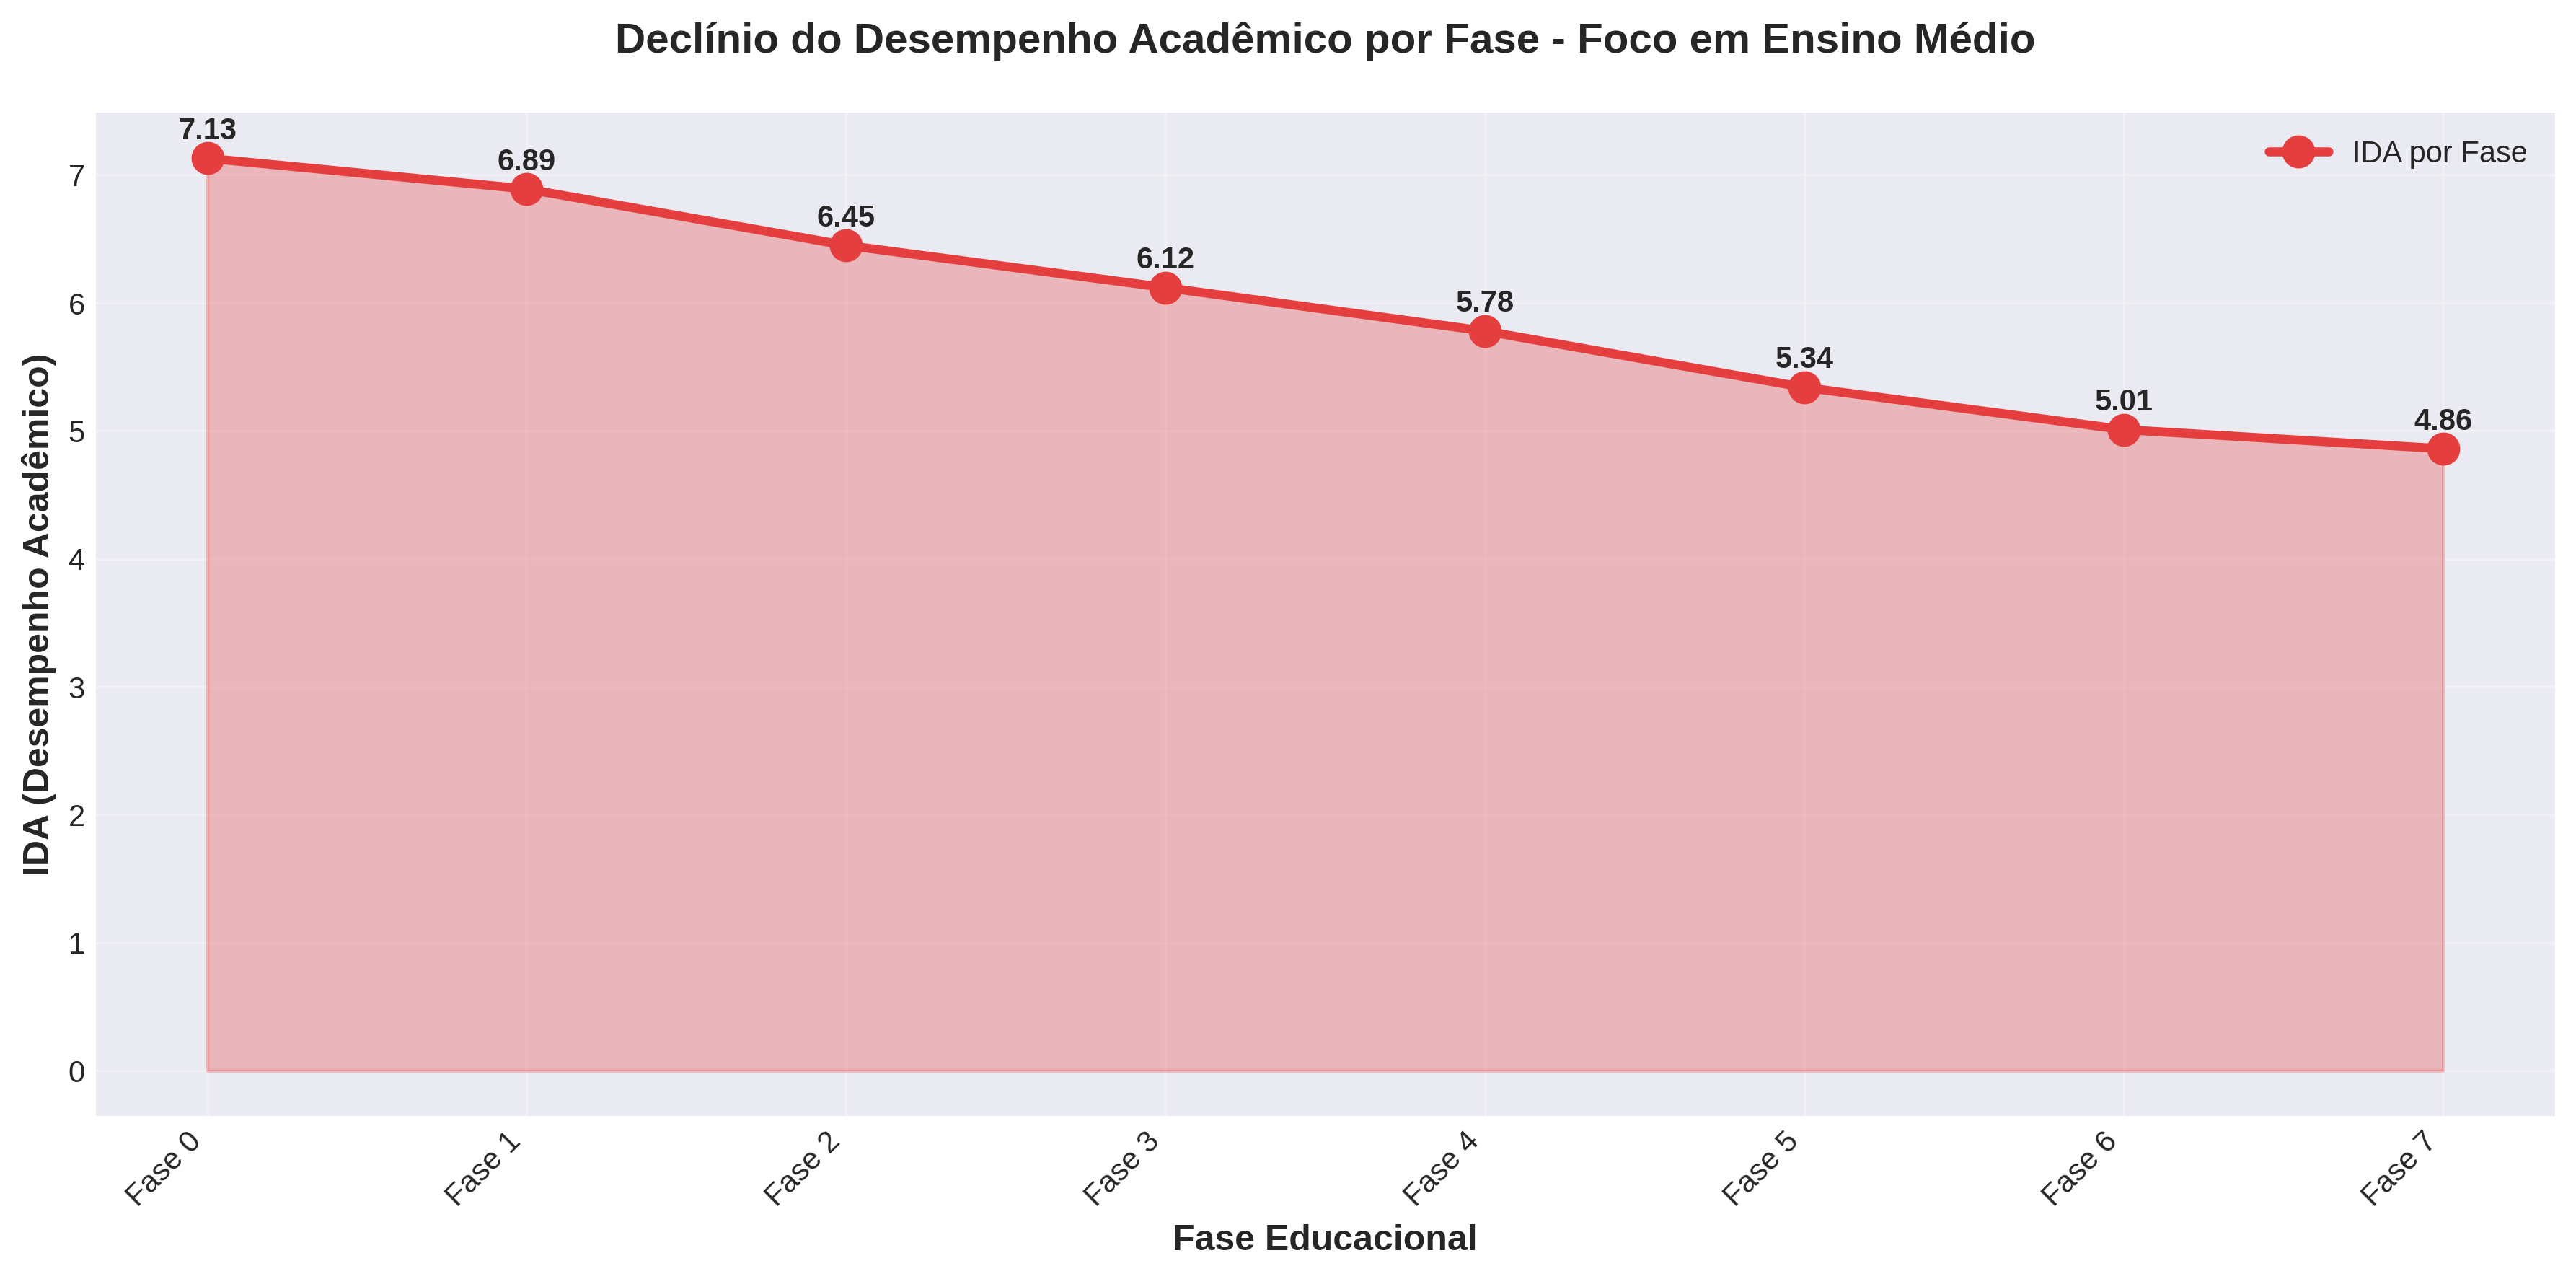 Declínio do Desempenho Acadêmico por Fase - Foco em Ensino Médio
IDA por Fase
7.13
6.89
6.45
6.12
5.78
5.34
5.01
4.86
IDA (Desempenho Acadêmico)
7
6
5
4
3
2
1
0
Fase 0
Fase 1
Fase 2
Fase 3
Fase 4
Fase 5
Fase 6
Fase 7
Fase Educacional